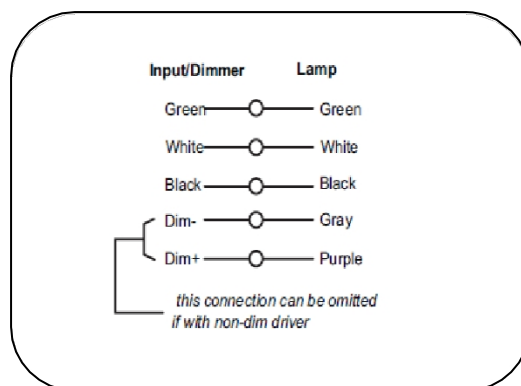 Input/Dimmer Lamp
Green Green
White White
Black Black
Dim- Gray
Dim+ Purple
this connection can be omitted
if with non-dim driver